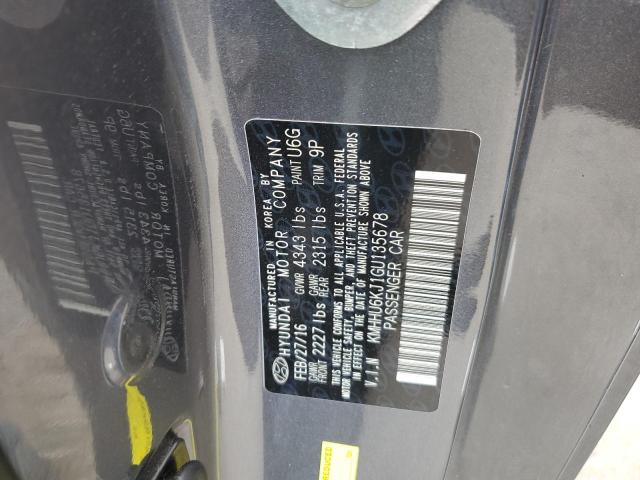 MANUFACTURED IN KOREA BY
HYUNDAI MOTOR COMPANY
FEB/27/16 GVWR 4343 lbs PAINT U6G
GAWR FRONT 2227 lbs GAWR REAR 2315 lbs TRIM 9P
THIS VEHICLE CONFORMS TO ALL APPLICABLE U.S.A. FEDERAL
MOTOR VEHICLE SAFETY, BUMPER, AND THEFT PREVENTION STANDARDS
IN EFFECT ON THE DATE OF MANUFACTURE SHOWN ABOVE
V.I.N KMHHU6KJ1GU135678
PASSENGER CAR
REDUCED